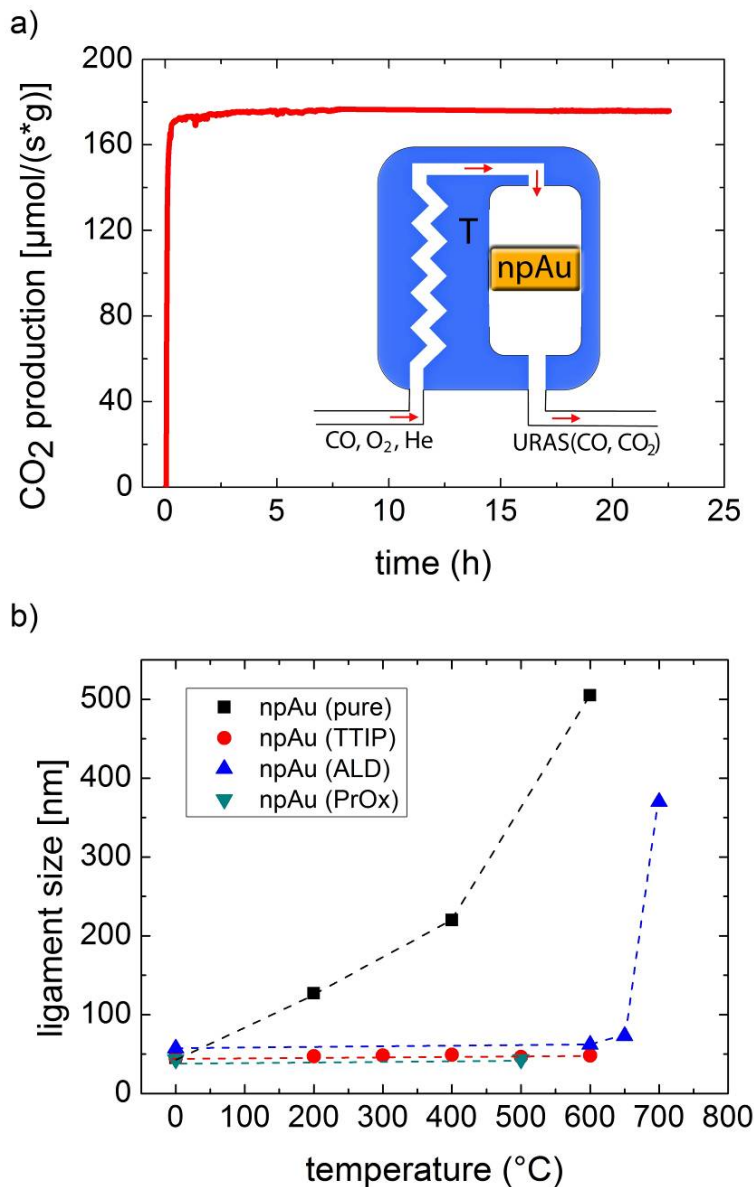 a)
200
160
120
80
40
0
CO₂ production [µmol/(s*g)]
T
npAu
CO, O₂, He
URAS(CO, CO₂)
0 5 10 15 20 25
time (h)
b)
500
400
300
200
100
0
ligament size [nm]
npAu (pure)
npAu (TTIP)
npAu (ALD)
npAu (PrOx)
0 100 200 300 400 500 600 700 800
temperature (°C)